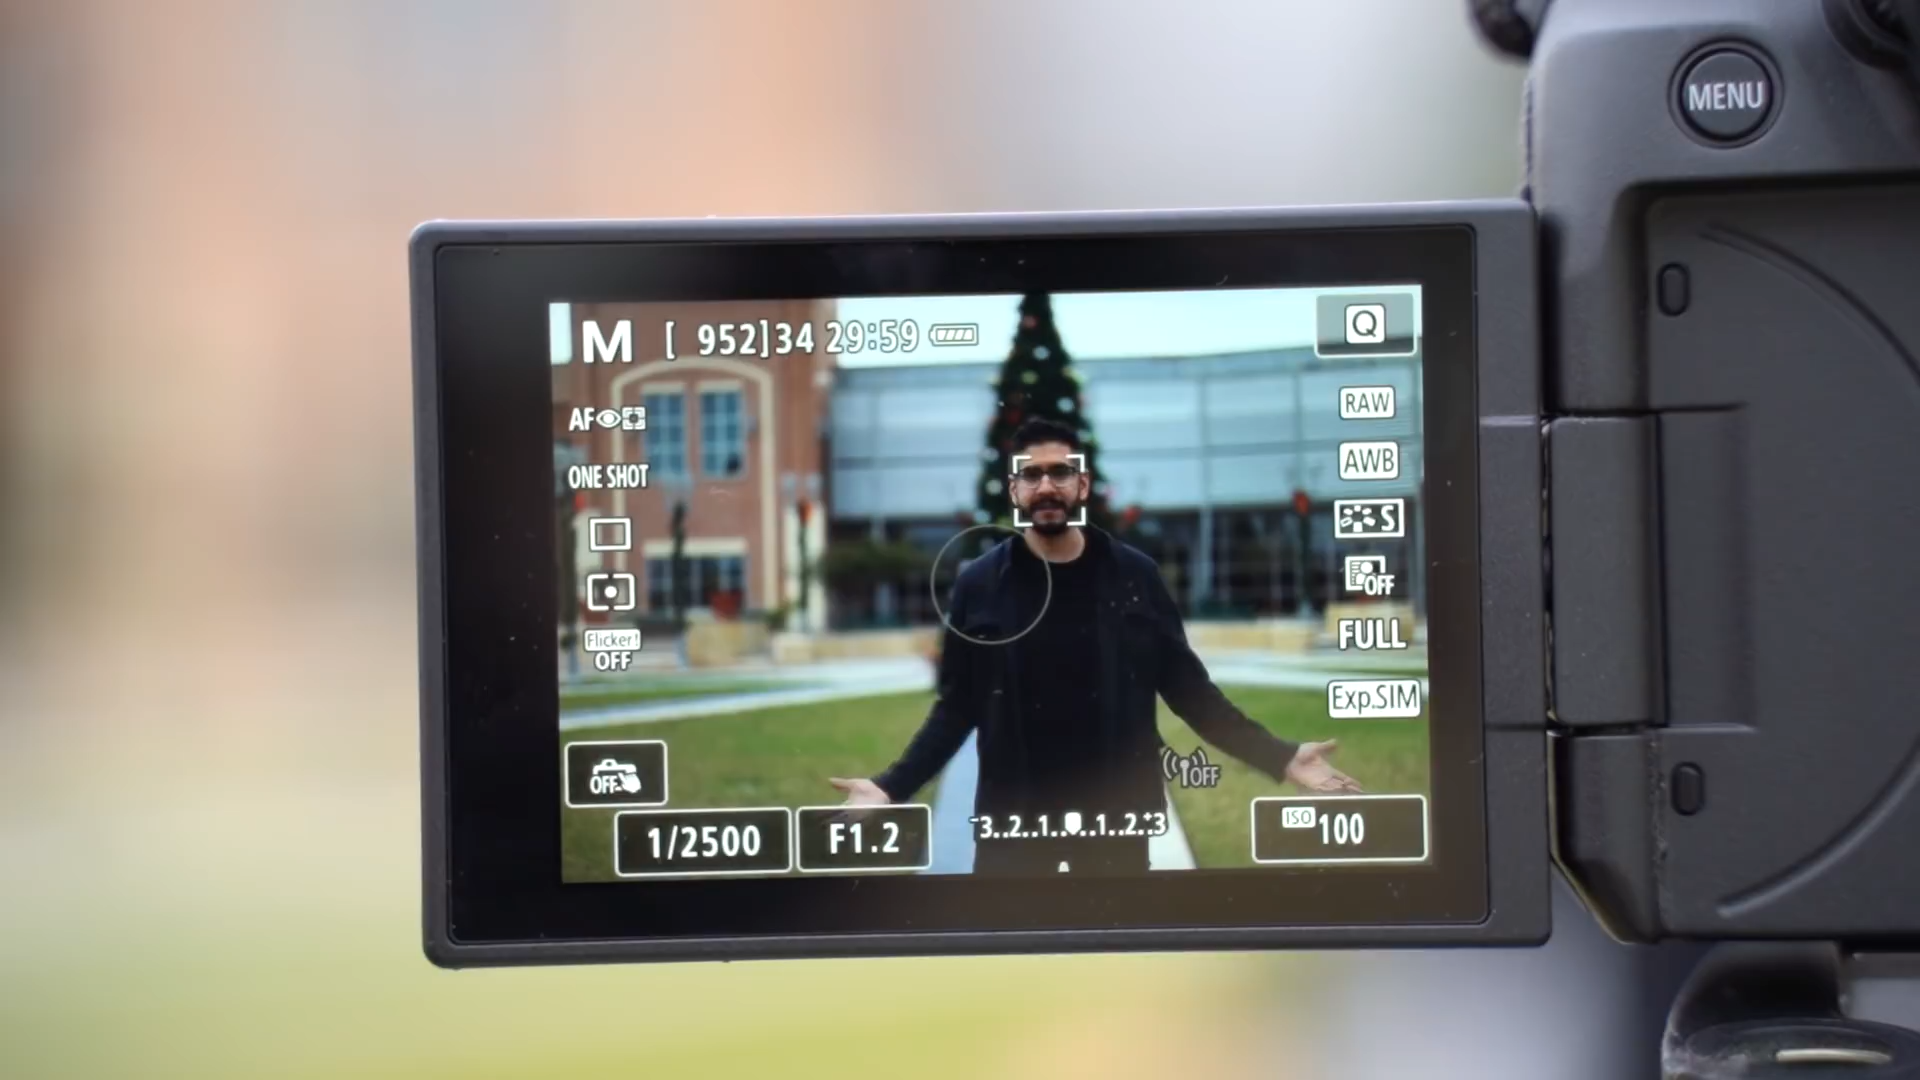 MENU
M [ 952]34 29:59
Q
AF
RAW
ONE SHOT
AWB
S
OFF
Flicker!
OFF
FULL
Exp.SIM
OFF
OFF
1/2500
F1.2
-3..2..1..0..1..2.+3
ISO 100